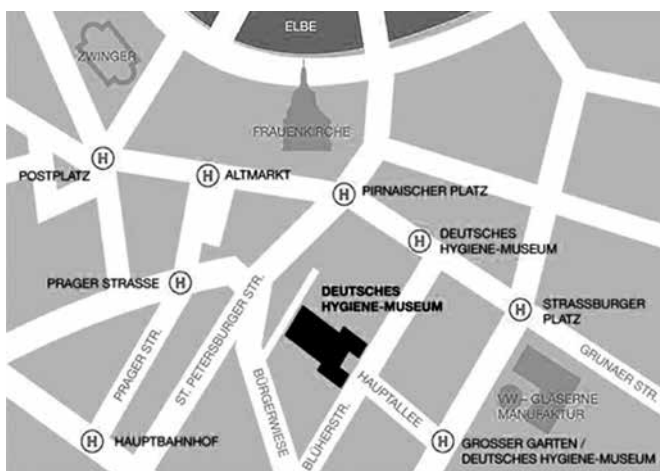 ELBE
ZWINGER
FRAUENKIRCHE
H
POSTPLATZ
H
ALTMARKT
H
PIRNAISCHER PLATZ
H
DEUTSCHES
HYGIENE-MUSEUM
H
PRAGER STRASSE
DEUTSCHES
HYGIENE-MUSEUM
H
STRASSBURGER
PLATZ
PRAGER STR.
ST. PETERSBURGER STR.
BÜRGERWIESE
BLÜHERSTR.
HAUPTALLEE
GRUNAER STR.
VW – GLÄSERNE
MANUFAKTUR
H
HAUPTBAHNHOF
H
GROSSER GARTEN /
DEUTSCHES HYGIENE-MUSEUM